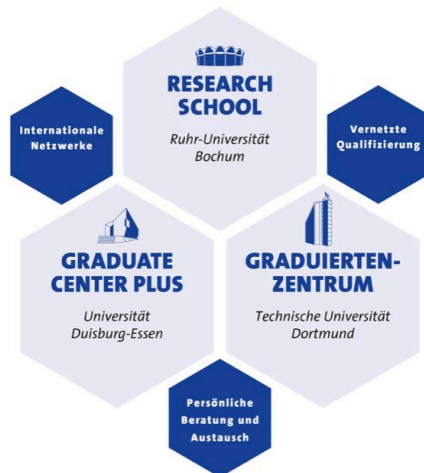 RESEARCH
SCHOOL
Ruhr-Universität
Bochum
Internationale
Netzwerke
Vernetzte
Qualifizierung
GRADUATE
CENTER PLUS
Universität
Duisburg-Essen
GRADUIERTEN-
ZENTRUM
Technische Universität
Dortmund
Persönliche
Beratung und
Austausch